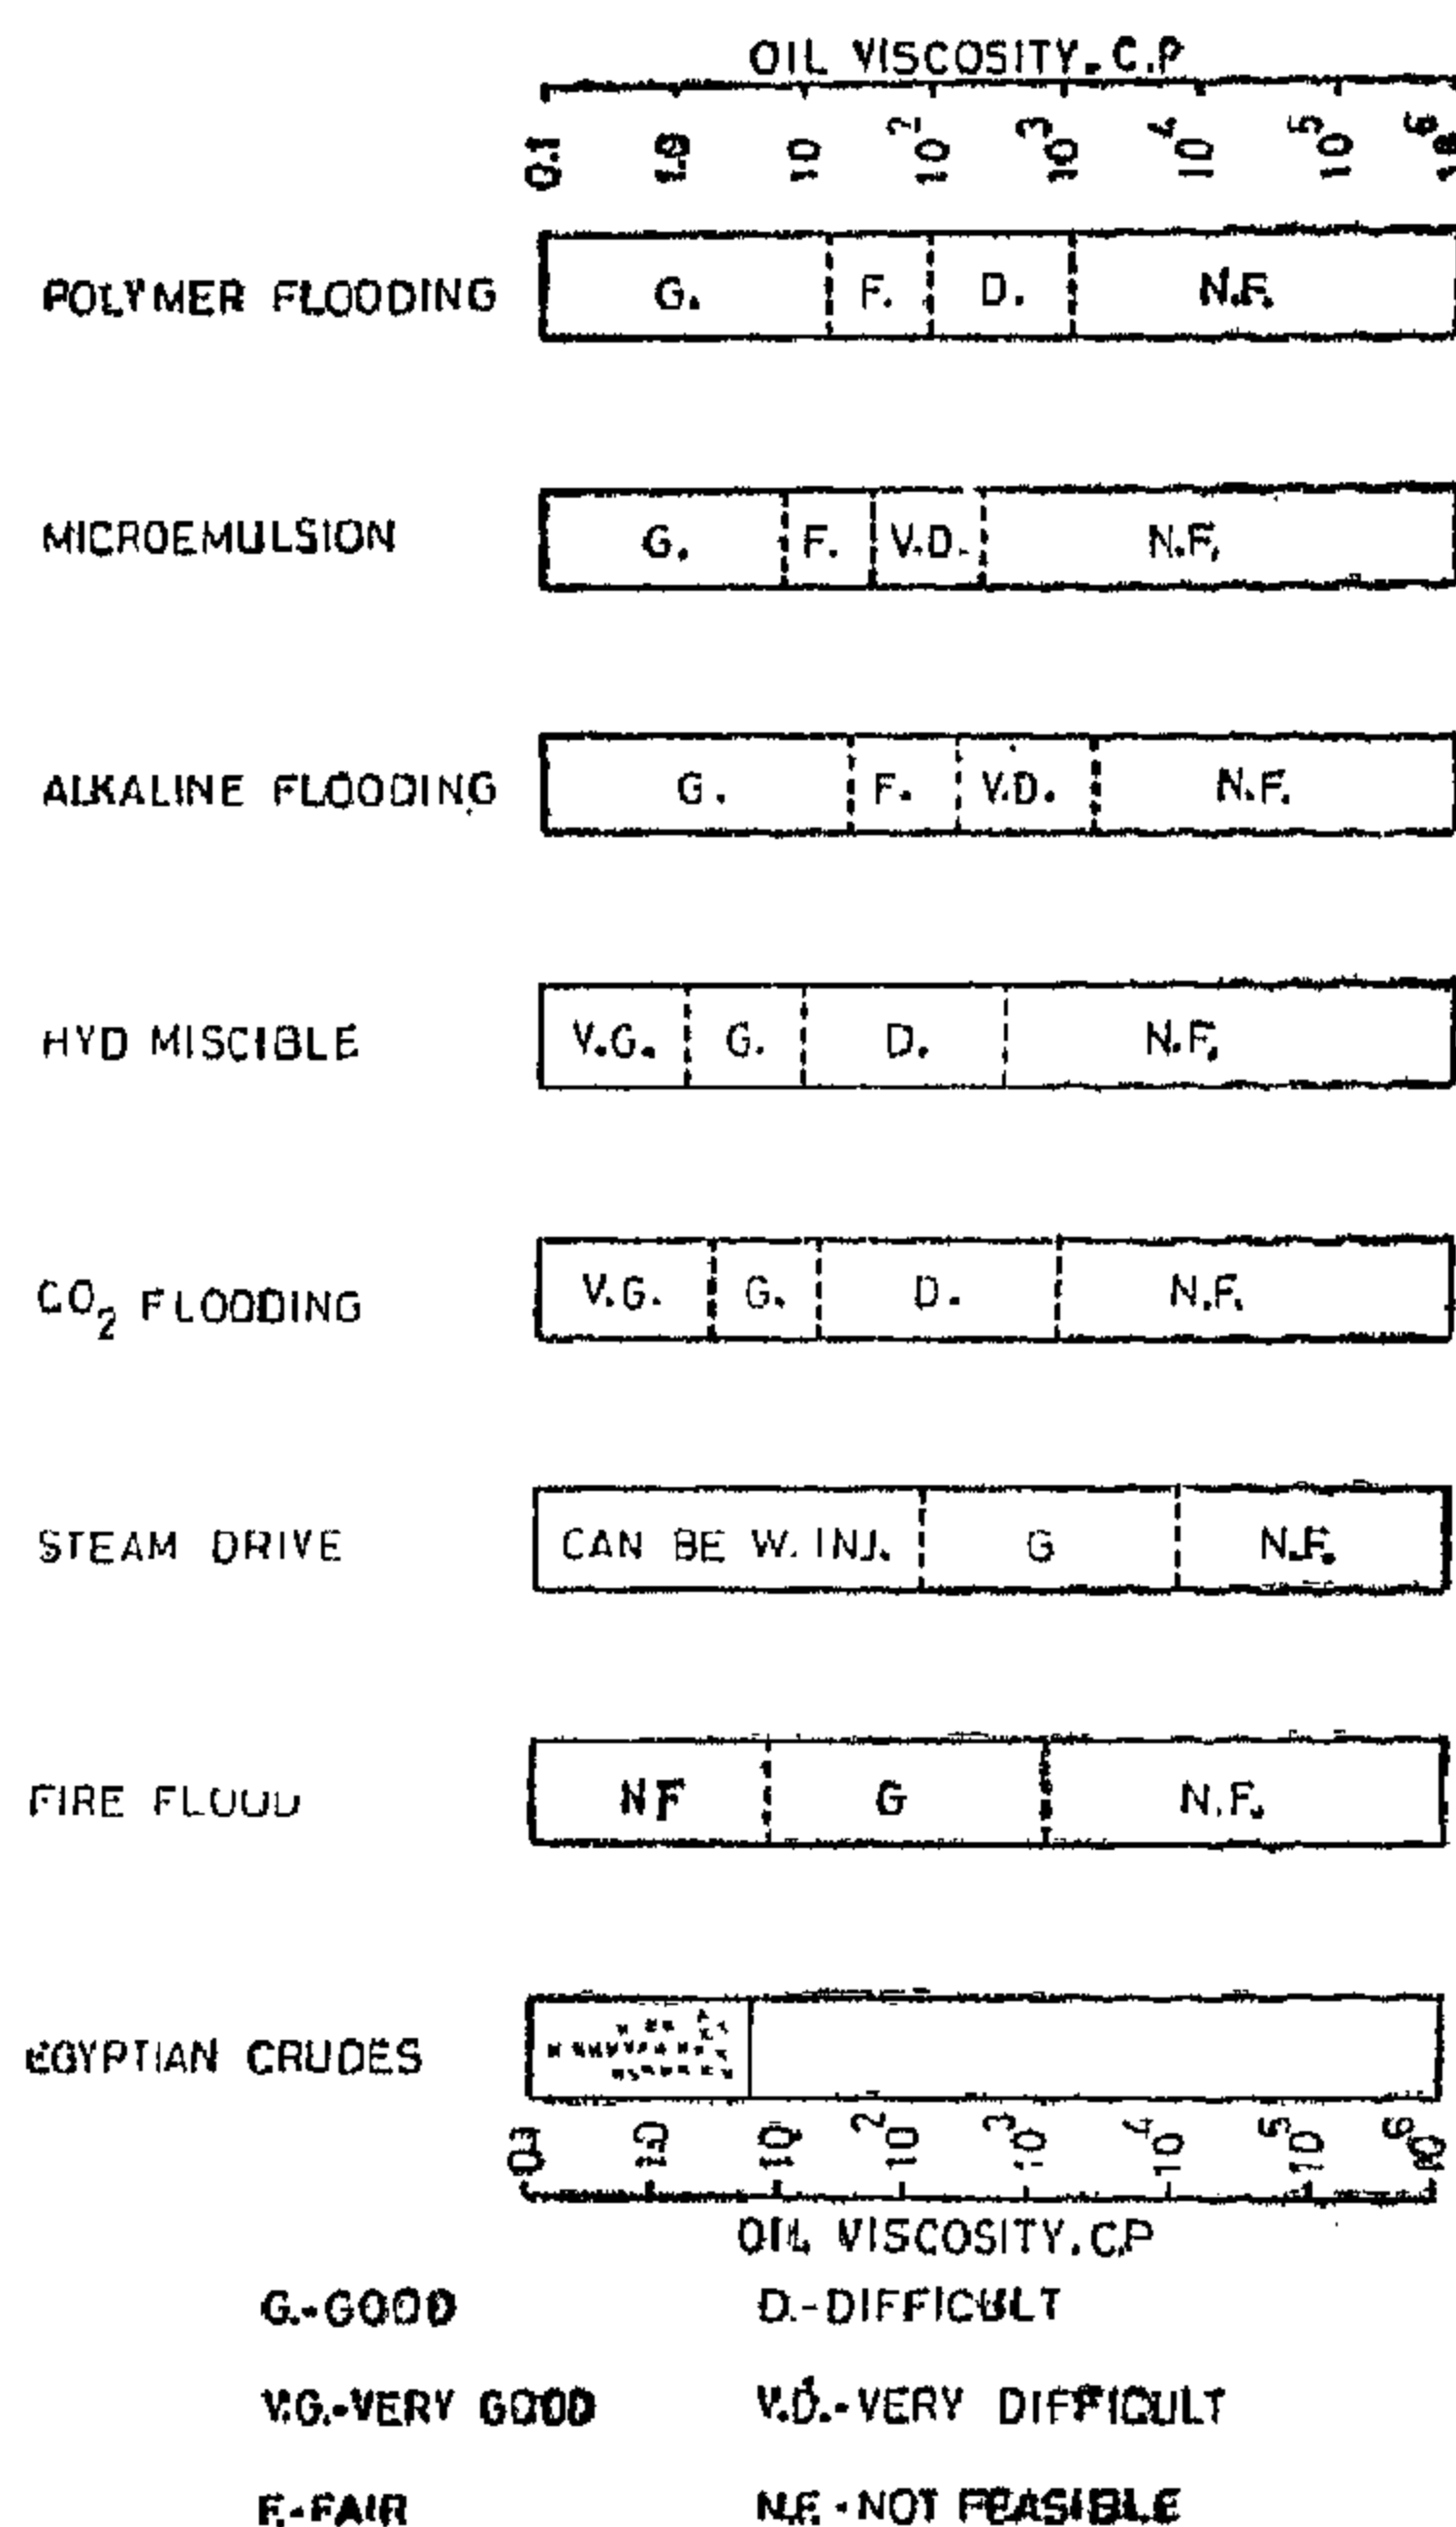 OIL VISCOSITY. C.P
0.1 1.0 10 10² 10³ 10⁴ 10⁵ 10⁶
POLYMER FLOODING G. F. D. N.F.
MICROEMULSION G. F. V.D. N.F.
ALKALINE FLOODING G. F. V.D. N.F.
HYD MISCIBLE V.G. G. D. N.F.
CO₂ FLOODING V.G. G. D. N.F.
STEAM DRIVE CAN BE W. INJ. G N.F.
FIRE FLOOD NF G N.F.
EGYPTIAN CRUDES
0.1 1.0 10 10² 10³ 10⁴ 10⁵ 10⁶
OIL VISCOSITY. C.P
G.-GOOD D.-DIFFICULT
V.G.-VERY GOOD V.D.-VERY DIFFICULT
F.-FAIR N.F.-NOT FEASIBLE